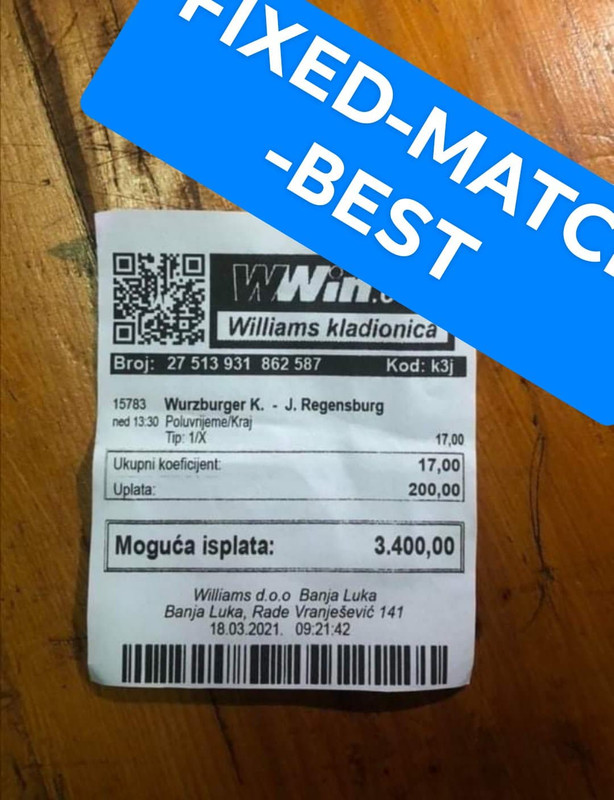 FIXED-MATC
-BEST
WWin.
Williams kladionica
Broj: 27 513 931 862 587 Kod: k3j
15783 Wurzburger K. - J. Regensburg
ned 13:30 Poluvrijeme/Kraj
Tip: 1/X 17,00
Ukupni koeficijent: 17,00
Uplata: 200,00
Moguća isplata: 3.400,00
Williams d.o.o Banja Luka
Banja Luka, Rade Vranješević 141
18.03.2021. 09:21:42